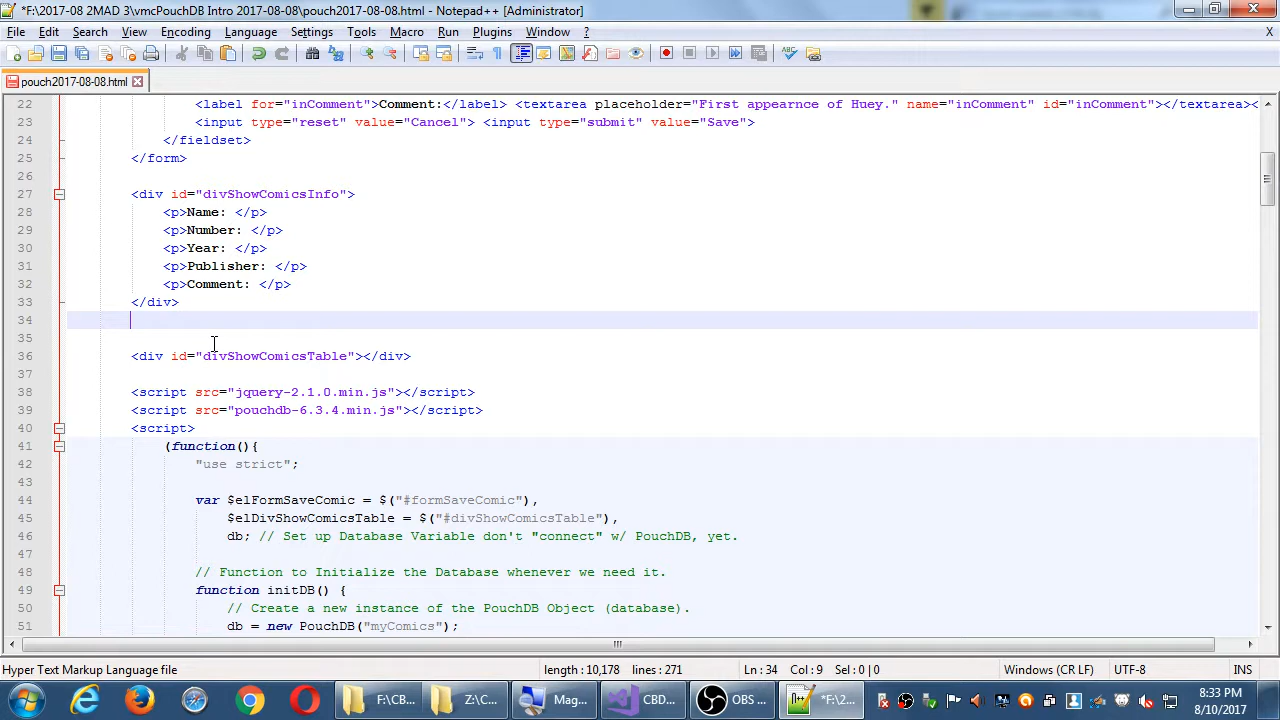 *F:\2017-08 2MAD 3\vmcPouchDB Intro 2017-08-08\pouch2017-08-08.html - Notepad++ [Administrator]
File Edit Search View Encoding Language Settings Tools Macro Run Plugins Window ? X
pouch2017-08-08.html
22 <label for="inComment">Comment:</label> <textarea placeholder="First appearnce of Huey." name="inComment" id="inComment"></textarea><
23 <input type="reset" value="Cancel"> <input type="submit" value="Save">
24 </fieldset>
25 </form>
26
27 <div id="divShowComicsInfo">
28 <p>Name: </p>
29 <p>Number: </p>
30 <p>Year: </p>
31 <p>Publisher: </p>
32 <p>Comment: </p>
33 </div>
34
35
36 <div id="divShowComicsTable"></div>
37
38 <script src="jquery-2.1.0.min.js"></script>
39 <script src="pouchdb-6.3.4.min.js"></script>
40 <script>
41 (function(){
42 "use strict";
43
44 var $elFormSaveComic = $("#formSaveComic"),
45 $elDivShowComicsTable = $("#divShowComicsTable"),
46 db; // Set up Database Variable don't "connect" w/ PouchDB, yet.
47
48 // Function to Initialize the Database whenever we need it.
49 function initDB() {
50 // Create a new instance of the PouchDB Object (database).
51 db = new PouchDB("myComics");
Hyper Text Markup Language file length : 10,178 lines : 271 Ln : 34 Col : 9 Sel : 0 | 0 Windows (CR LF) UTF-8 INS
F:\CB... Z:\C... Mag... CBD... OBS ... *F:\2... 8:33 PM
8/10/2017